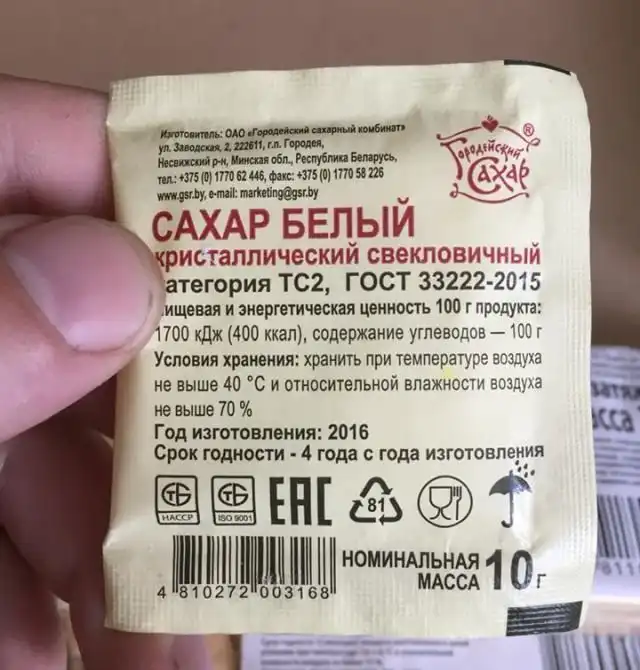 Изготовитель: ОАО «Городейский сахарный комбинат»
ул. Заводская, 2, 222611, г.п. Городея,
Несвижский р-н, Минская обл., Республика Беларусь,
тел.: +375 (0) 1770 62 446, факс: +375 (0) 1770 58 226
www.gsr.by, e-mail: marketing@gsr.by
Городейский ®
Сахар
САХАР БЕЛЫЙ
кристаллический свекловичный
атегория ТС2, ГОСТ 33222-2015
ищевая и энергетическая ценность 100 г продукта:
1700 кДж (400 ккал), содержание углеводов — 100 г
Условия хранения: хранить при температуре воздуха
не выше 40 °С и относительной влажности воздуха
не выше 70 %
Год изготовления: 2016
Срок годности - 4 года с года изготовления
НАССР
ISO 9001
ЕАС
81
4 810272 003168
НОМИНАЛЬНАЯ
МАССА 10 г